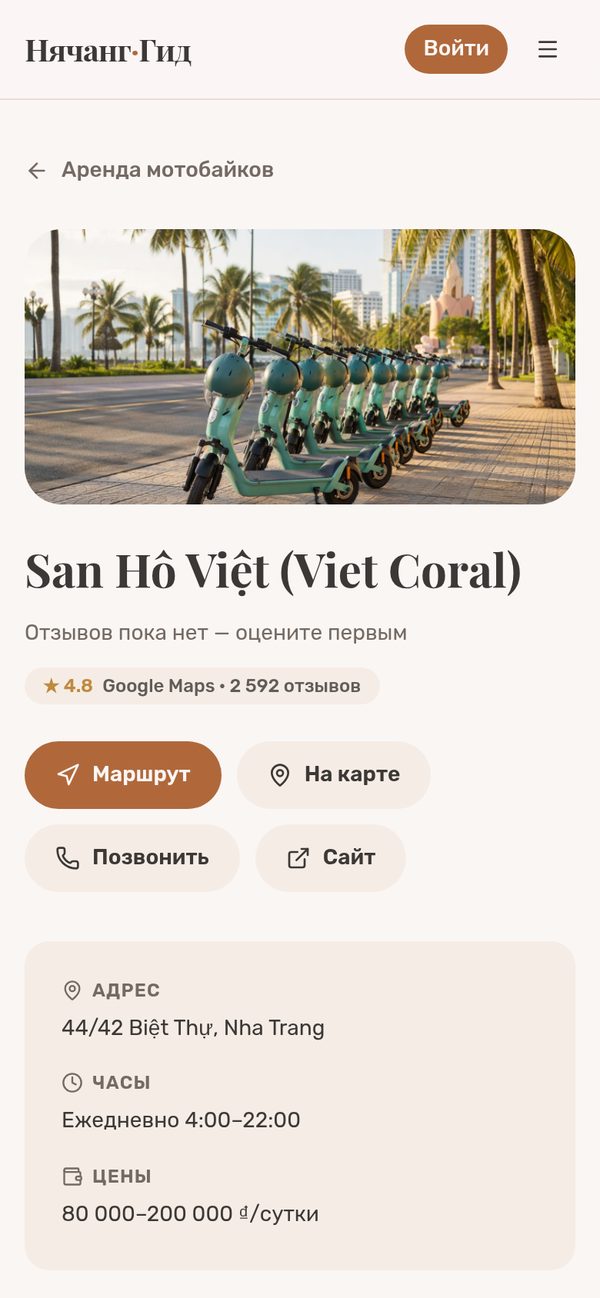 Нячанг·Гид
Войти
Аренда мотобайков
San Hô Việt (Viet Coral)
Отзывов пока нет — оцените первым
★ 4.8 Google Maps • 2 592 отзывов
Маршрут
На карте
Позвонить
Сайт
АДРЕС
44/42 Biệt Thự, Nha Trang
ЧАСЫ
Ежедневно 4:00–22:00
ЦЕНЫ
80 000–200 000 ₫/сутки